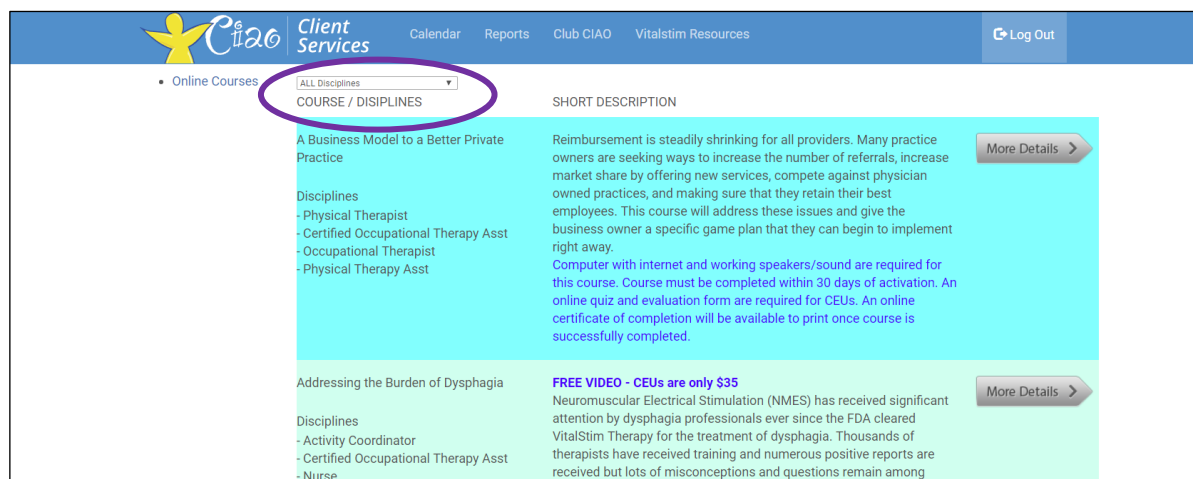 Ciao
Client
Services
Calendar
Reports
Club CIAO
Vitalstim Resources
Log Out
Online Courses
ALL Disciplines
COURSE / DISIPLINES
SHORT DESCRIPTION
A Business Model to a Better Private
Practice
Disciplines
- Physical Therapist
- Certified Occupational Therapy Asst
- Occupational Therapist
- Physical Therapy Asst
Reimbursement is steadily shrinking for all providers. Many practice
owners are seeking ways to increase the number of referrals, increase
market share by offering new services, compete against physician
owned practices, and making sure that they retain their best
employees. This course will address these issues and give the
business owner a specific game plan that they can begin to implement
right away.
Computer with internet and working speakers/sound are required for
this course. Course must be completed within 30 days of activation. An
online quiz and evaluation form are required for CEUs. An online
certificate of completion will be available to print once course is
successfully completed.
More Details
Addressing the Burden of Dysphagia
Disciplines
- Activity Coordinator
- Certified Occupational Therapy Asst
- Nurse
FREE VIDEO - CEUs are only $35
Neuromuscular Electrical Stimulation (NMES) has received significant
attention by dysphagia professionals ever since the FDA cleared
VitalStim Therapy for the treatment of dysphagia. Thousands of
therapists have received training and numerous positive reports are
received but lots of misconceptions and questions remain among
More Details